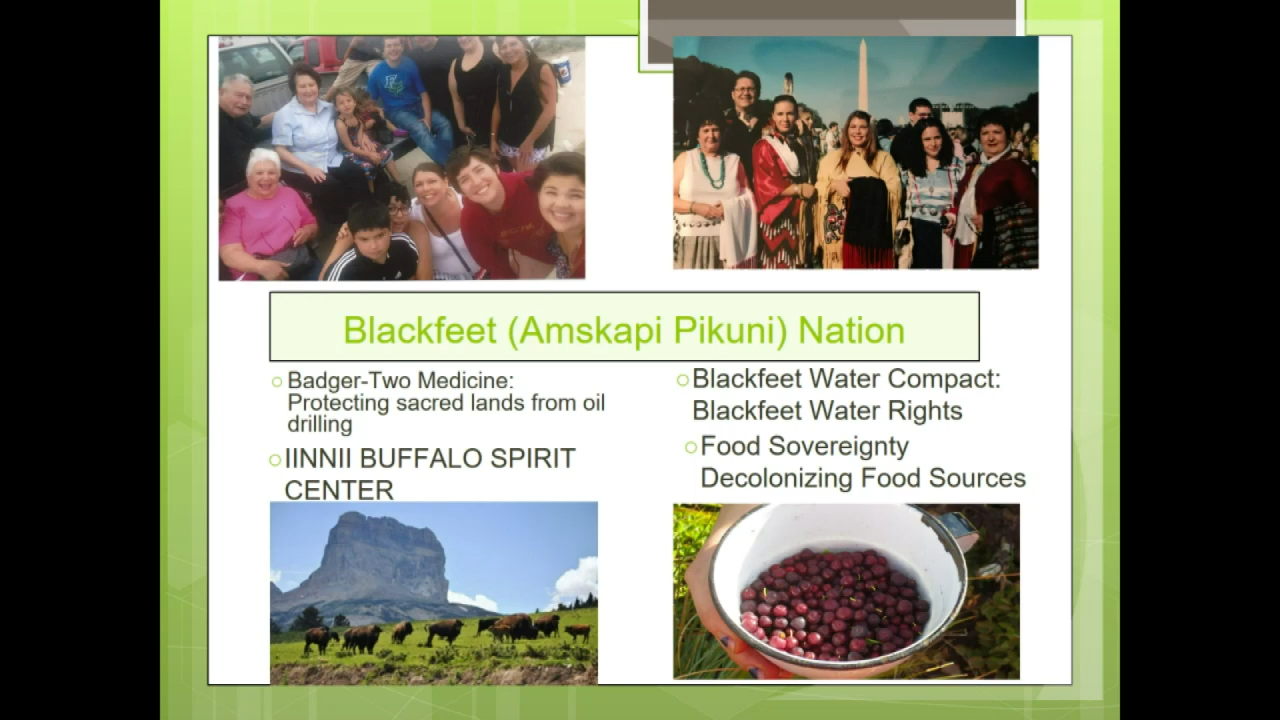 Blackfeet (Amskapi Pikuni) Nation
○Badger-Two Medicine:
Protecting sacred lands from oil
drilling
○IINNII BUFFALO SPIRIT
CENTER
○Blackfeet Water Compact:
Blackfeet Water Rights
○Food Sovereignty
Decolonizing Food Sources